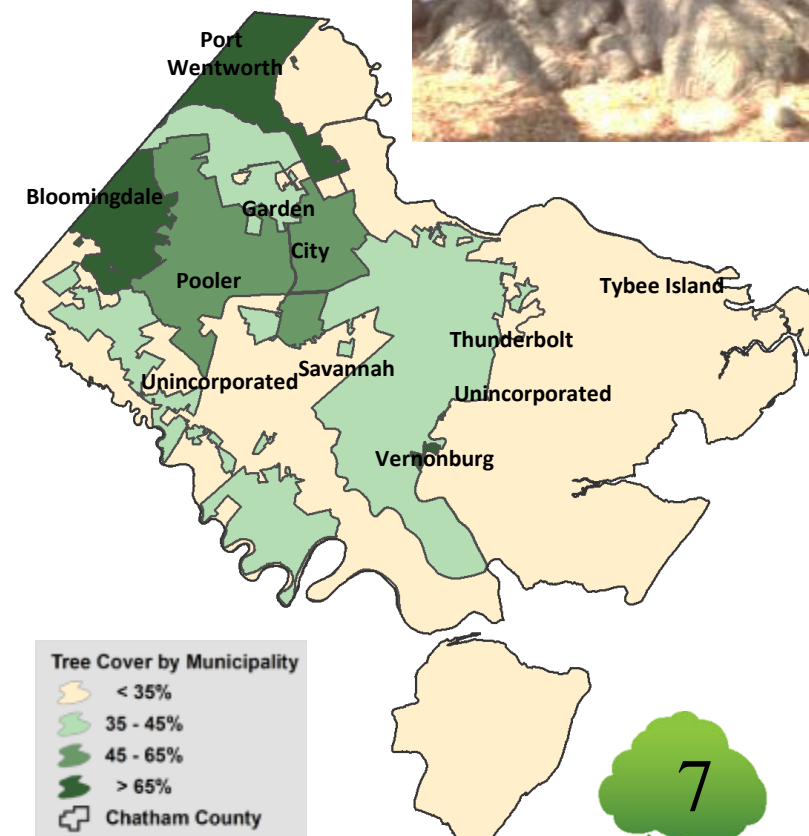 Port
Wentworth
Bloomingdale
Garden
City
Pooler
Tybee Island
Thunderbolt
Savannah
Unincorporated
Unincorporated
Vernonburg
Tree Cover by Municipality
< 35%
35 - 45%
45 - 65%
> 65%
Chatham County
7